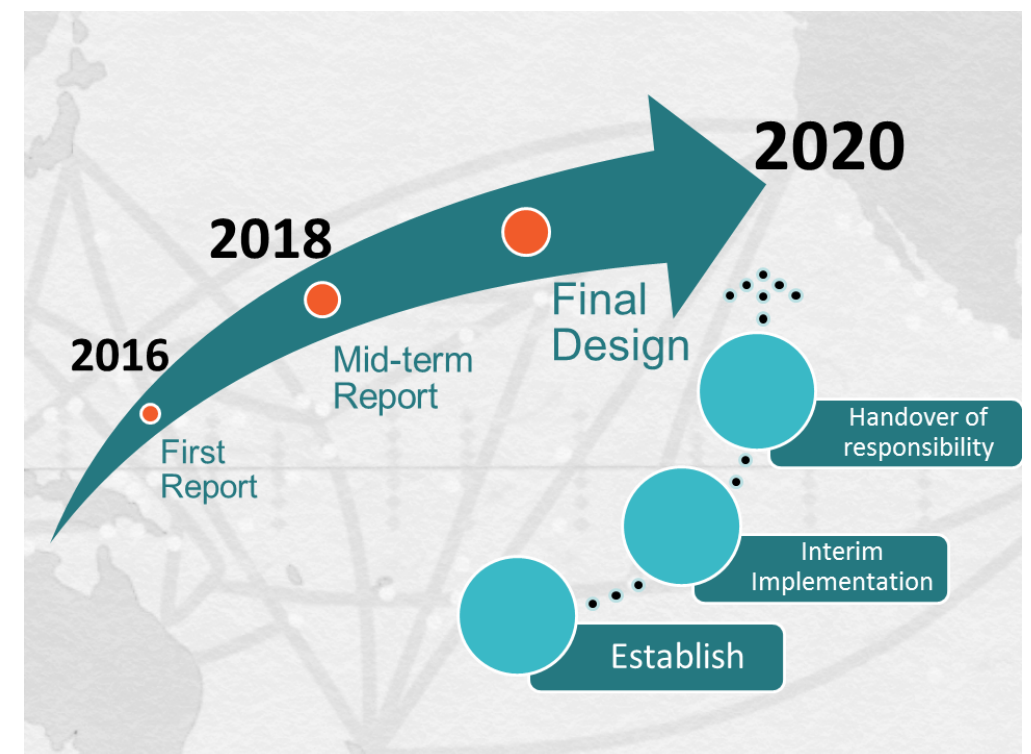 2020
2018
2016
Final
Design
Mid-term
Report
First
Report
Handover of
responsibility
Interim
Implementation
Establish